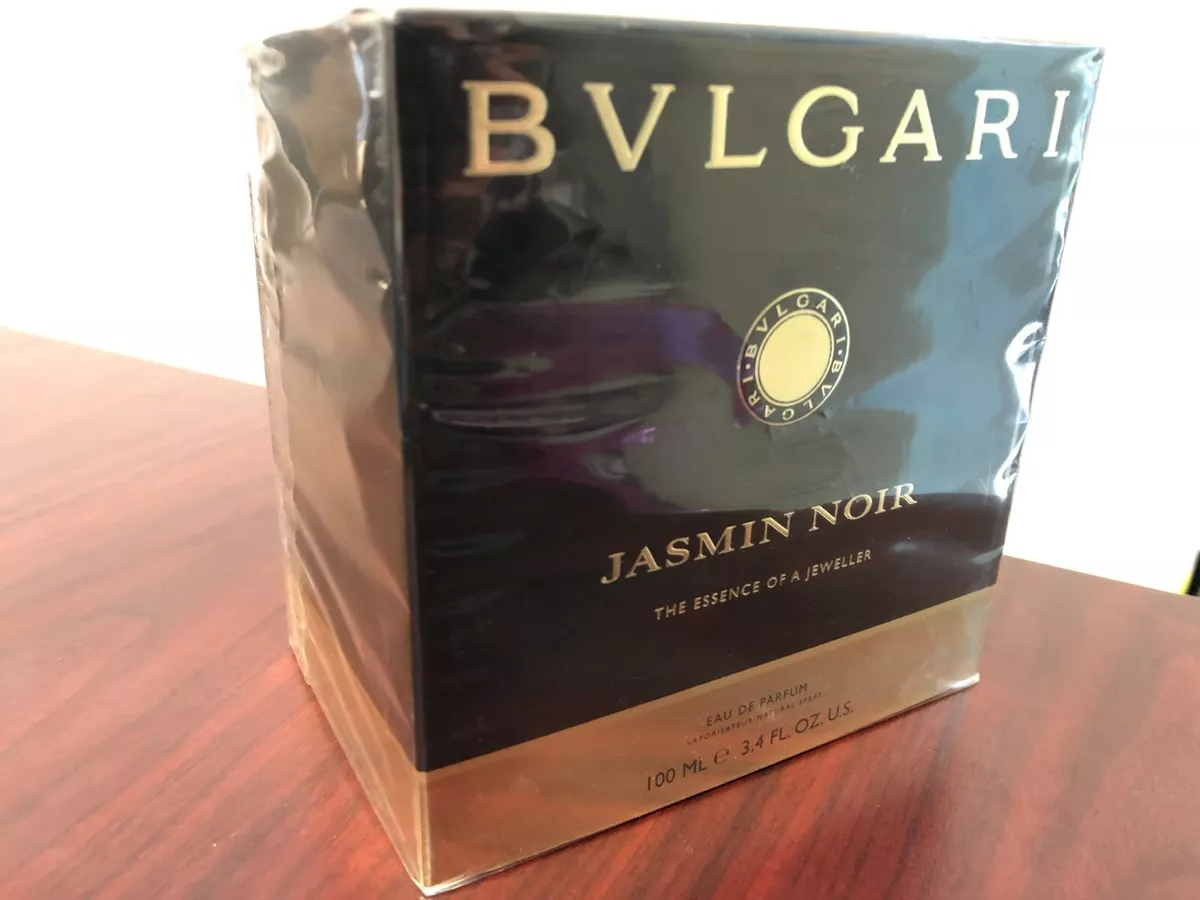 BVLGARI
BVLGARI·BVLGARI·
JASMIN NOIR
THE ESSENCE OF A JEWELLER
EAU DE PARFUM
VAPORISATEUR NATURAL SPRAY
100 ML ℮ 3.4 FL. OZ. U.S.